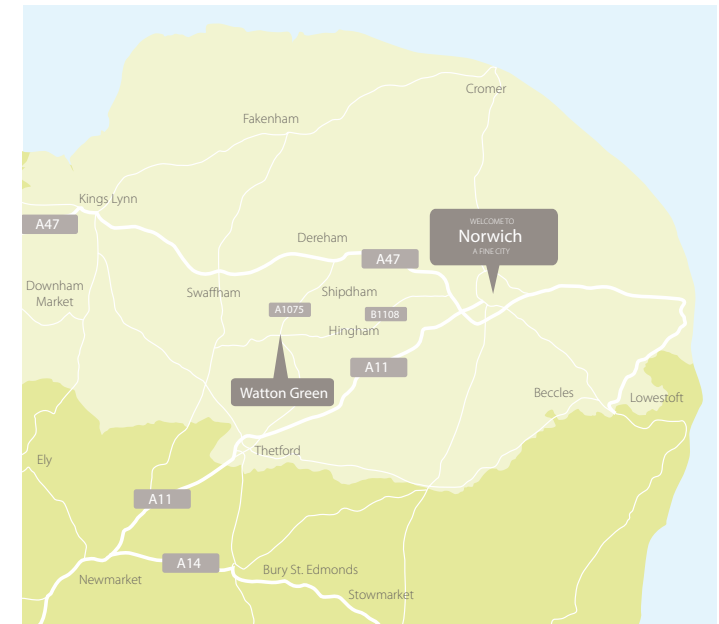 Cromer
Fakenham
Kings Lynn
A47
WELCOME TO
Norwich
A FINE CITY
Dereham
A47
Downham
Market
Swaffham
Shipdham
A1075
B1108
Hingham
A11
Watton Green
Beccles
Lowestoft
Thetford
Ely
A11
A14
Newmarket
Bury St. Edmonds
Stowmarket